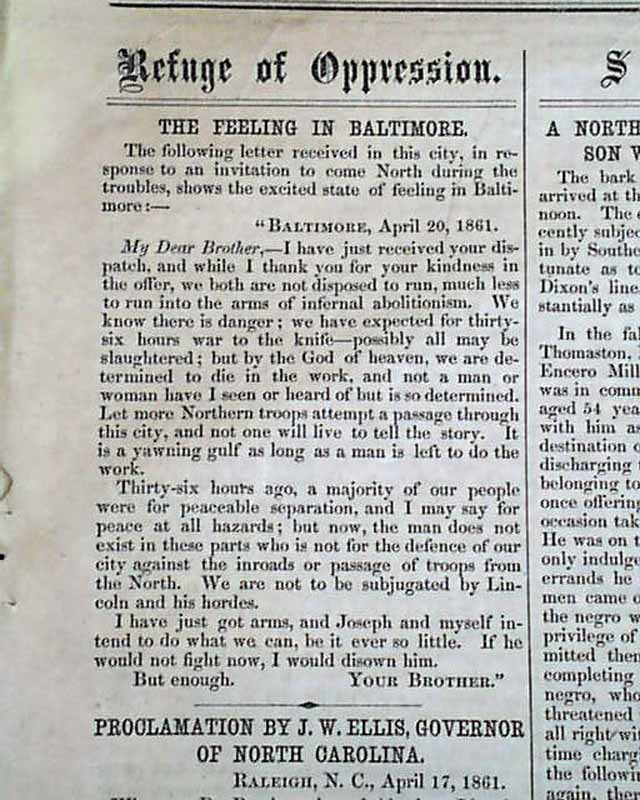 Refuge of Oppression.
THE FEELING IN BALTIMORE.
The following letter received in this city, in re-
sponse to an invitation to come North during the
troubles, shows the excited state of feeling in Balti-
more:—
"BALTIMORE, April 20, 1861.
My Dear Brother,—I have just received your dis-
patch, and while I thank you for your kindness in
the offer, we both are not disposed to run, much less
to run into the arms of infernal abolitionism. We
know there is danger; we have expected for thirty-
six hours war to the knife—possibly all may be
slaughtered; but by the God of heaven, we are de-
termined to die in the work, and not a man or
woman have I seen or heard of but is so determined.
Let more Northern troops attempt a passage through
this city, and not one will live to tell the story. It
is a yawning gulf as long as a man is left to do the
work.
Thirty-six hours ago, a majority of our people
were for peaceable separation, and I may say for
peace at all hazards; but now, the man does not
exist in these parts who is not for the defence of our
city against the inroads or passage of troops from
the North. We are not to be subjugated by Lin-
coln and his hordes.
I have just got arms, and Joseph and myself in-
tend to do what we can, be it ever so little. If he
would not fight now, I would disown him.
But enough. YOUR BROTHER."
PROCLAMATION BY J. W. ELLIS, GOVERNOR
OF NORTH CAROLINA.
RALEIGH, N. C., April 17, 1861.
S
A NORTH
SON
The bark
arrived at th
noon. The
cently subjec
in by Southe
tunate as to
Dixon's line,
stantially as
In the fal
Thomaston,
Encero Mill
was in comm
aged 54 yea
with him as
destination o
discharging
belonging to
once offering
occasion tak
He was on t
only indulge
errands he
men came o
the negro w
privilege of
mitted them
completing
negro, who
threatened
all right wit
time charg
the followin
again, ther